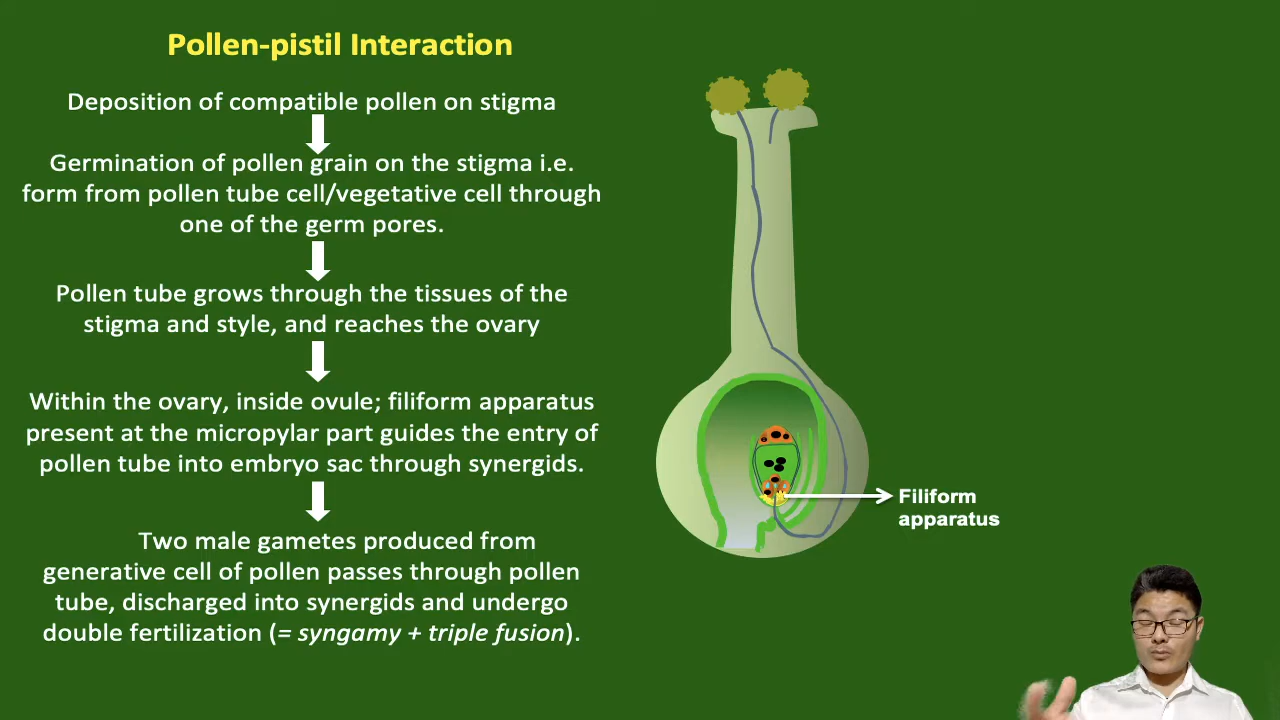 Pollen-pistil Interaction
Deposition of compatible pollen on stigma
Germination of pollen grain on the stigma i.e.
form from pollen tube cell/vegetative cell through
one of the germ pores.
Pollen tube grows through the tissues of the
stigma and style, and reaches the ovary
Within the ovary, inside ovule; filiform apparatus
present at the micropylar part guides the entry of
pollen tube into embryo sac through synergids.
Two male gametes produced from
generative cell of pollen passes through pollen
tube, discharged into synergids and undergo
double fertilization (= syngamy + triple fusion).
Filiform
apparatus